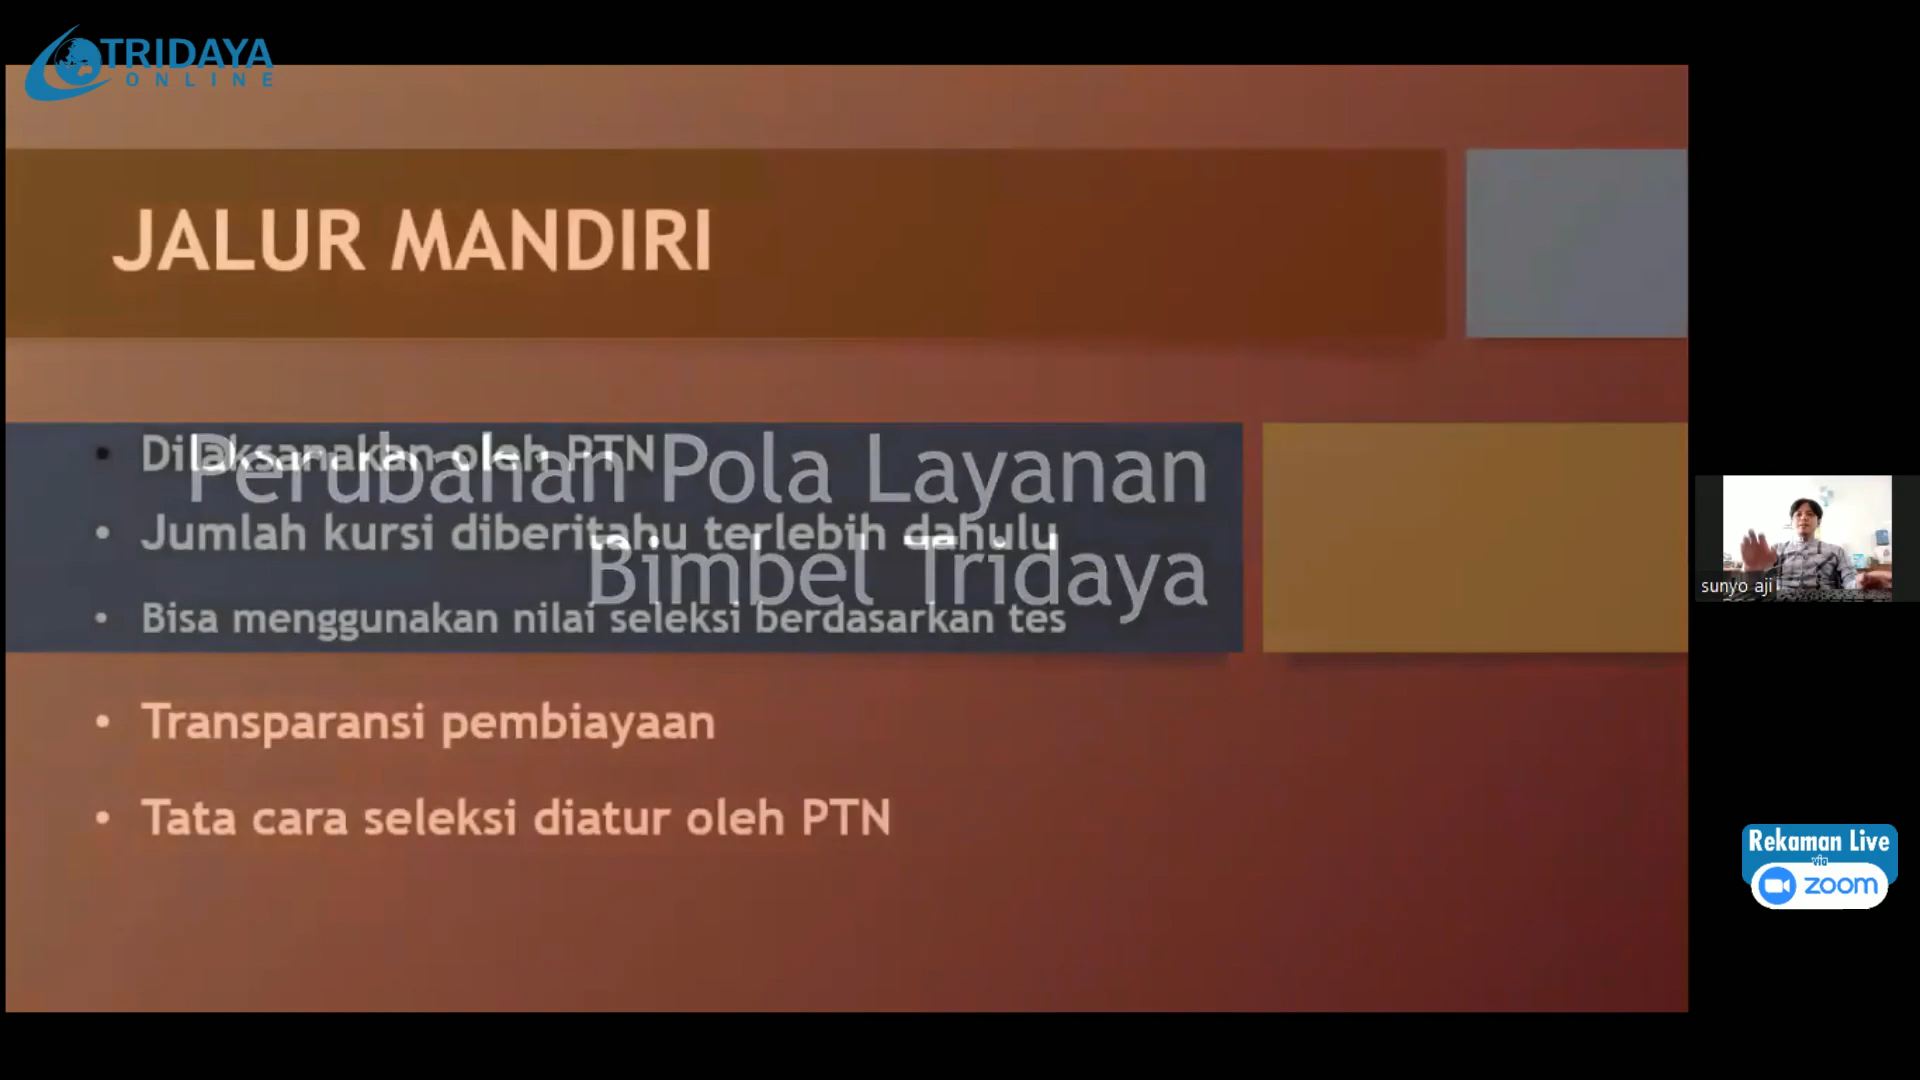 TRIDAYA
ONLINE
JALUR MANDIRI
• Dilaksanakan oleh PTN
Perubahan Pola Layanan
• Jumlah kursi diberitahu terlebih dahulu
Bimbel Tridaya
• Bisa menggunakan nilai seleksi berdasarkan tes
• Transparansi pembiayaan
• Tata cara seleksi diatur oleh PTN
sunyo aji
Rekaman Live
via
zoom